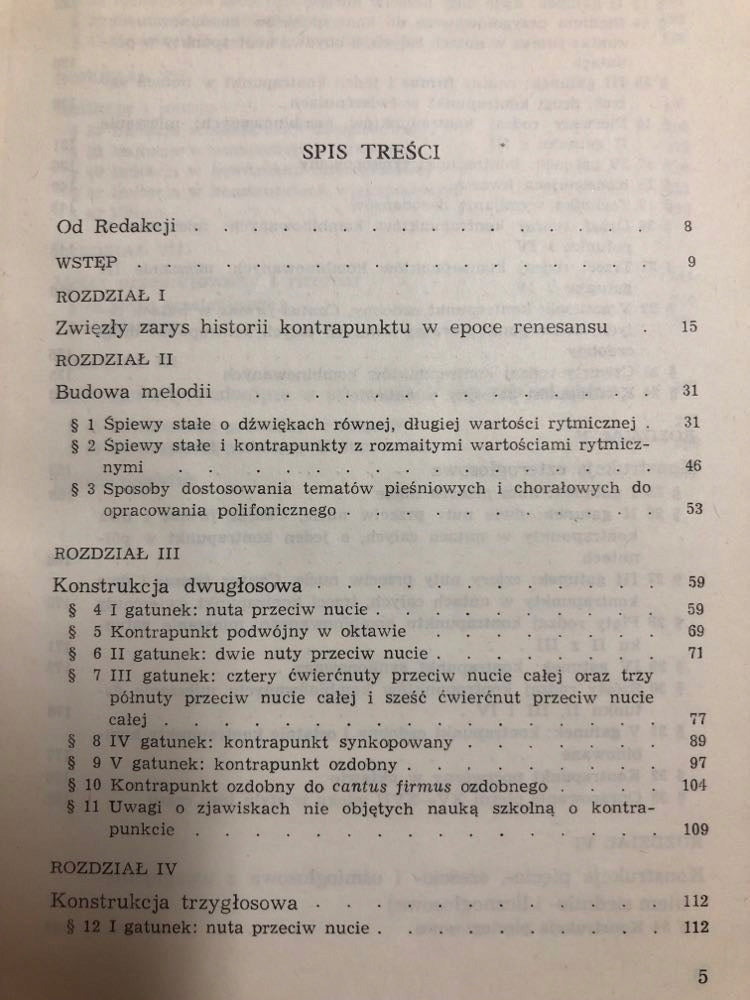 SPIS TREŚCI
Od Redakcji . . . . . . . . . . . . . 8
WSTĘP . . . . . . . . . . . . . . . 9
ROZDZIAŁ I
Zwięzły zarys historii kontrapunktu w epoce renesansu . 15
ROZDZIAŁ II
Budowa melodii . . . . . . . . . . . . 31
§ 1 Śpiewy stałe o dźwiękach równej, długiej wartości rytmicznej . 31
§ 2 Śpiewy stałe i kontrapunkty z rozmaitymi wartościami rytmicz-
nymi . . . . . . . . . . . . . . 46
§ 3 Sposoby dostosowania tematów pieśniowych i chorałowych do
opracowania polifonicznego . . . . . . . . . 53
ROZDZIAŁ III
Konstrukcja dwugłosowa . . . . . . . . . . 59
§ 4 I gatunek: nuta przeciw nucie . . . . . . . . 59
§ 5 Kontrapunkt podwójny w oktawie . . . . . . . 69
§ 6 II gatunek: dwie nuty przeciw nucie . . . . . . 71
§ 7 III gatunek: cztery ćwierćnuty przeciw nucie całej oraz trzy
półnuty przeciw nucie całej i sześć ćwierćnut przeciw nucie
całej . . . . . . . . . . . . . . 77
§ 8 IV gatunek: kontrapunkt synkopowany . . . . . . 89
§ 9 V gatunek: kontrapunkt ozdobny . . . . . . . 97
§ 10 Kontrapunkt ozdobny do cantus firmus ozdobnego . . . . 104
§ 11 Uwagi o zjawiskach nie objętych nauką szkolną o kontra-
punkcie . . . . . . . . . . . . . 109
ROZDZIAŁ IV
Konstrukcja trzygłosowa . . . . . . . . . . 112
§ 12 I gatunek: nuta przeciw nucie . . . . . . . . 112
5